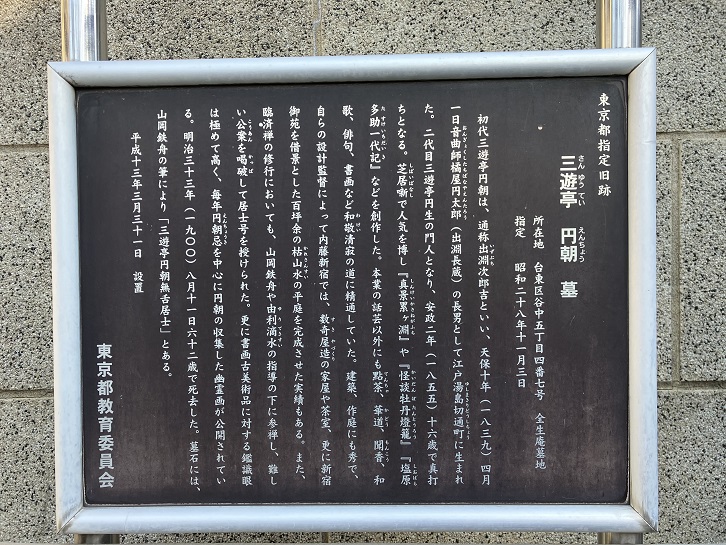 東京都指定旧跡
三遊亭 円朝 墓
さん ゆう てい えん ちょう
所在地 台東区谷中五丁目四番七号 全生庵墓地
指定 昭和二十八年十一月三日
初代三遊亭円朝は、通称出淵次郎吉といい、天保十年(一八三九)四月
一日音曲師橘屋円太郎(出淵長蔵)の長男として江戸湯島切通町に生まれ
た。二代目三遊亭円生の門人となり、安政二年(一八五五)十六歳で真打
ちとなる。芝居噺で人気を博し『真景累ヶ淵』や『怪談牡丹燈籠』『塩原
多助一代記』などを創作した。本業の話芸以外にも點茶、華道、聞香、和
歌、俳句、書画など和敬清寂の道に精通していた。建築、作庭にも秀で、
自らの設計監督によって内藤新宿では、数奇屋造の家屋や茶室、更に新宿
御苑を借景とした百坪余の枯山水の平庭を完成させた実績もある。また、
臨済禅の修行においても、山岡鉄舟や由利滴水の指導の下に参禅し、難し
い公案を喝破して居士号を授けられた。更に書画古美術品に対する鑑識眼
は極めて高く、毎年円朝忌を中心に円朝の収集した幽霊画が公開されてい
る。明治三十三年(一九〇〇)八月十一日六十二歳で死去した。墓石には、
山岡鉄舟の筆により「三遊亭円朝無舌居士」とある。
平成十三年三月三十一日 設置
東京都教育委員会